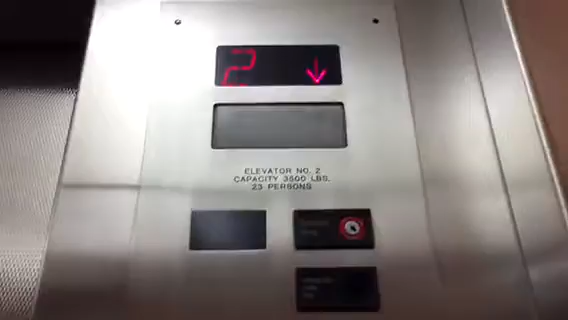 2 ↓
ELEVATOR NO. 2
CAPACITY 3500 LBS.
23 PERSONS